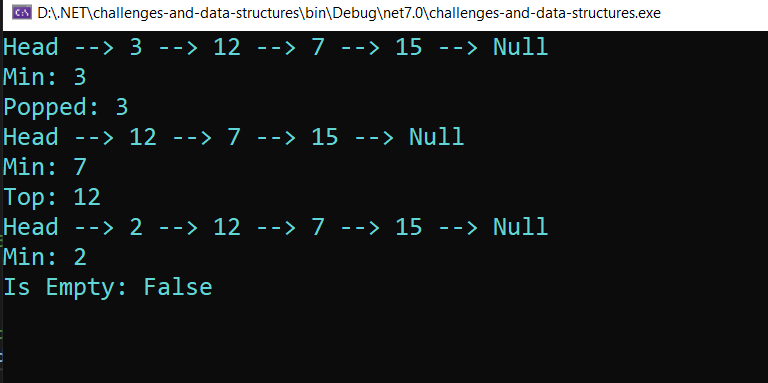 D:\.NET\challenges-and-data-structures\bin\Debug\net7.0\challenges-and-data-structures.exe
Head --> 3 --> 12 --> 7 --> 15 --> Null
Min: 3
Popped: 3
Head --> 12 --> 7 --> 15 --> Null
Min: 7
Top: 12
Head --> 2 --> 12 --> 7 --> 15 --> Null
Min: 2
Is Empty: False